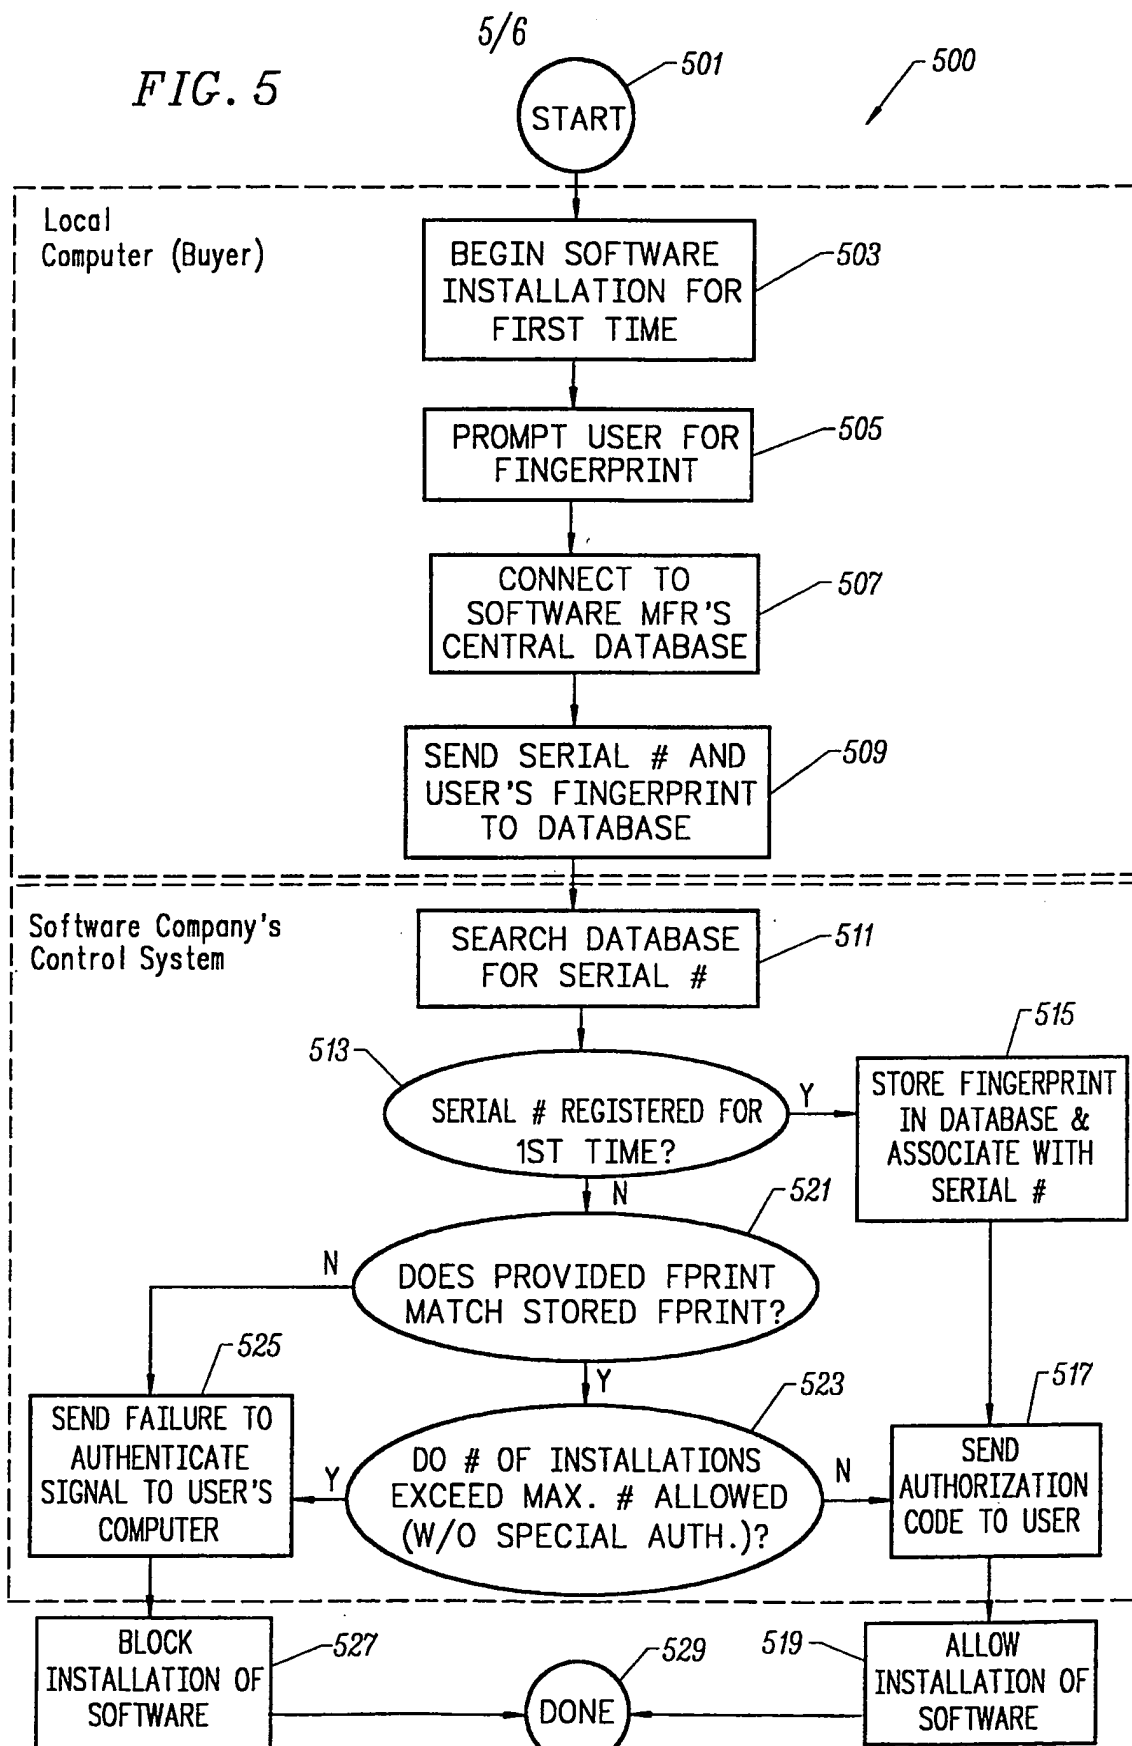 5/6
FIG. 5
501
500
START
Local
Computer (Buyer)
BEGIN SOFTWARE
INSTALLATION FOR
FIRST TIME
503
PROMPT USER FOR
FINGERPRINT
505
CONNECT TO
SOFTWARE MFR'S
CENTRAL DATABASE
507
SEND SERIAL # AND
USER'S FINGERPRINT
TO DATABASE
509
Software Company's
Control System
SEARCH DATABASE
FOR SERIAL #
511
513
SERIAL # REGISTERED FOR
1ST TIME?
Y
515
STORE FINGERPRINT
IN DATABASE &
ASSOCIATE WITH
SERIAL #
N
521
DOES PROVIDED FPRINT
MATCH STORED FPRINT?
N
525
SEND FAILURE TO
AUTHENTICATE
SIGNAL TO USER'S
COMPUTER
Y
523
DO # OF INSTALLATIONS
EXCEED MAX. # ALLOWED
(W/O SPECIAL AUTH.)?
Y
N
517
SEND
AUTHORIZATION
CODE TO USER
BLOCK
INSTALLATION OF
SOFTWARE
527
529
DONE
519
ALLOW
INSTALLATION OF
SOFTWARE